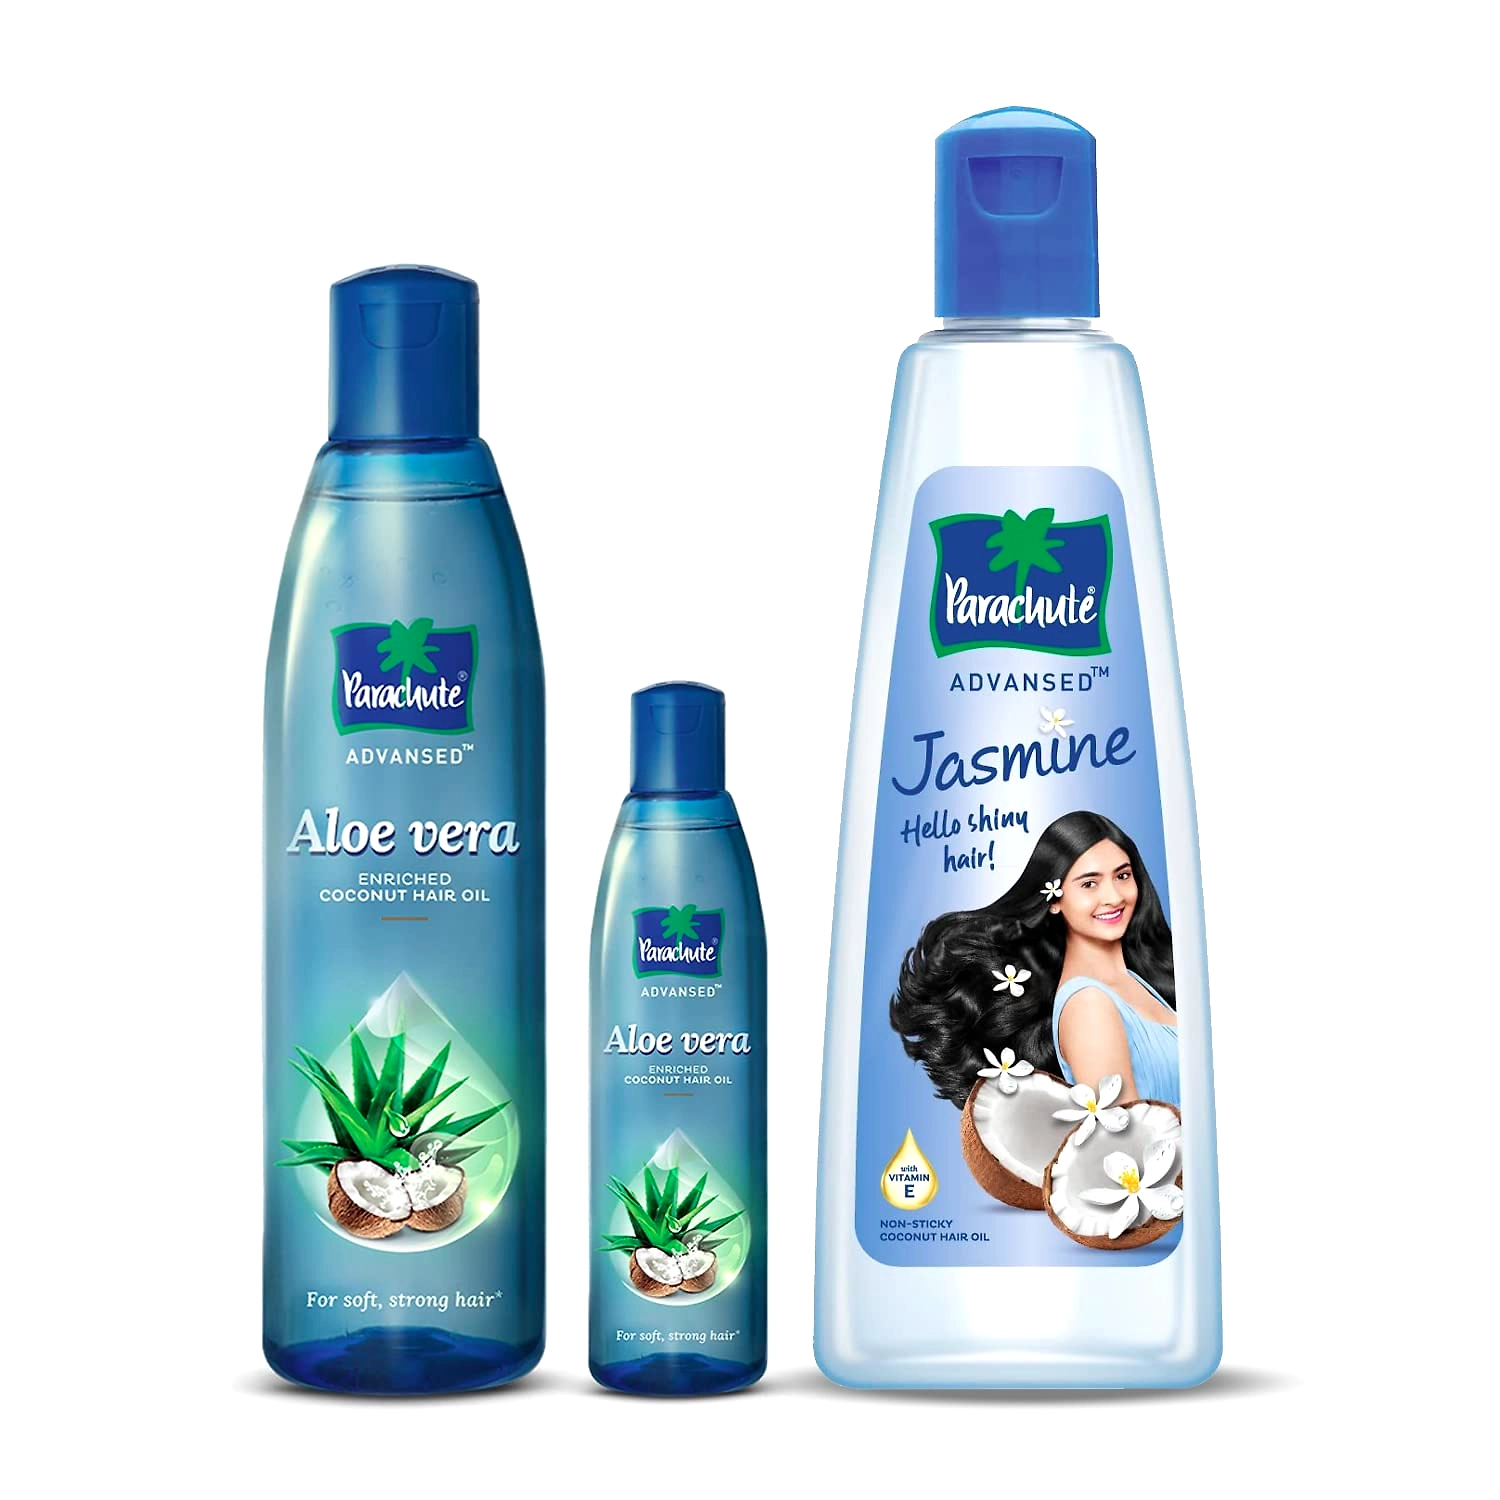 Parachute®
ADVANSED™
Aloe vera
ENRICHED
COCONUT HAIR OIL
For soft, strong hair*
Parachute®
ADVANSED™
Aloe vera
ENRICHED
COCONUT HAIR OIL
For soft, strong hair*
Parachute®
ADVANSED™
Jasmine
Hello shiny
hair!
with
VITAMIN
E
NON-STICKY
COCONUT HAIR OIL